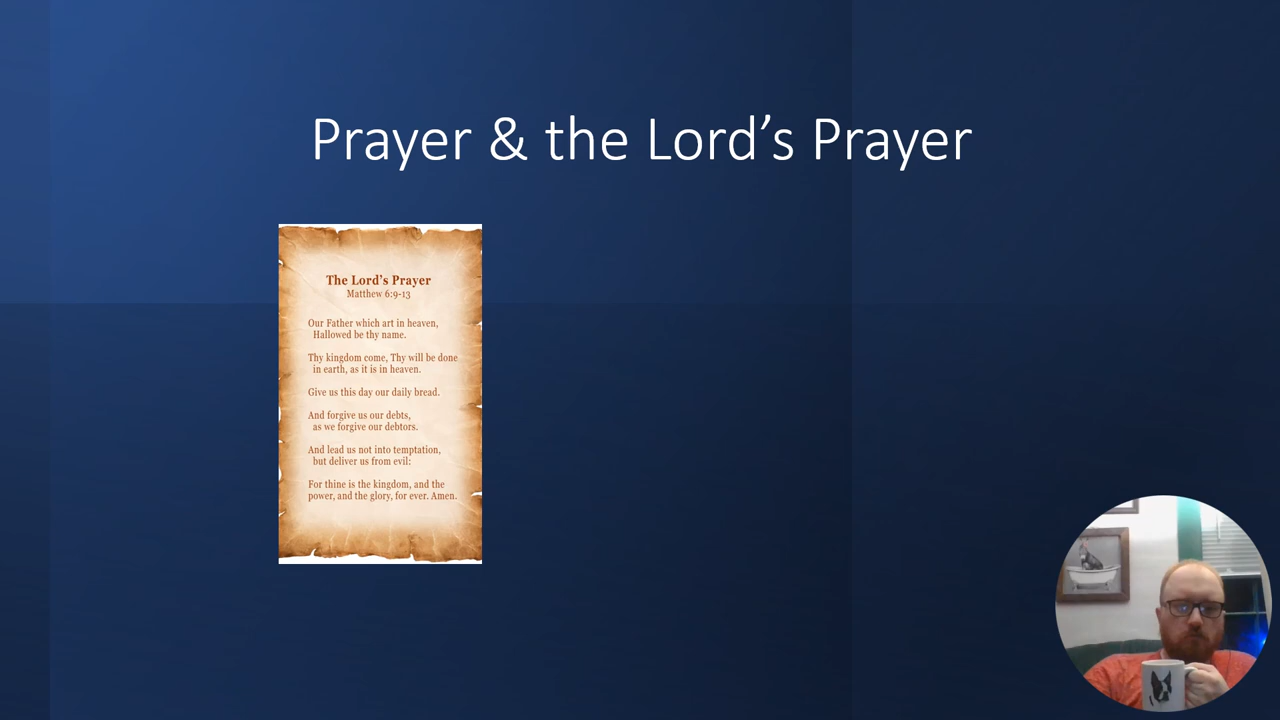 Prayer & the Lord’s Prayer
The Lord’s Prayer
Matthew 6:9-13
Our Father which art in heaven,
Hallowed be thy name.
Thy kingdom come, Thy will be done
in earth, as it is in heaven.
Give us this day our daily bread.
And forgive us our debts,
as we forgive our debtors.
And lead us not into temptation,
but deliver us from evil:
For thine is the kingdom, and the
power, and the glory, for ever. Amen.